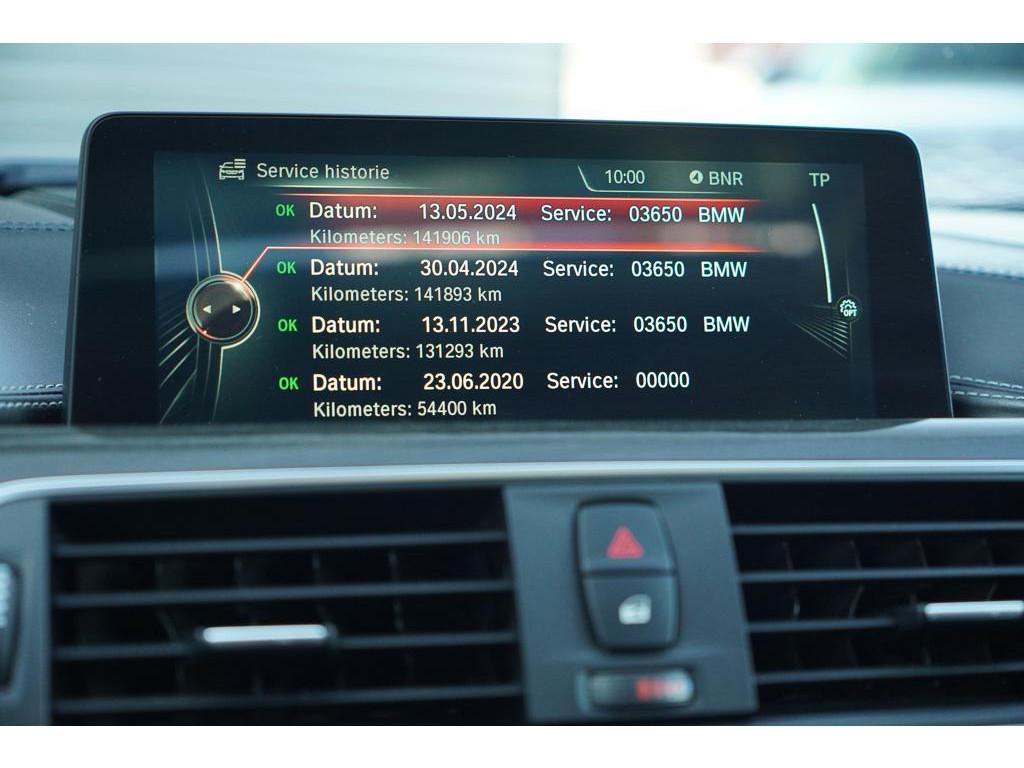 Service historie 10:00 BNR TP
OK Datum: 13.05.2024 Service: 03650 BMW
Kilometers: 141906 km
OK Datum: 30.04.2024 Service: 03650 BMW
Kilometers: 141893 km
OPT
OK Datum: 13.11.2023 Service: 03650 BMW
Kilometers: 131293 km
OK Datum: 23.06.2020 Service: 00000
Kilometers: 54400 km